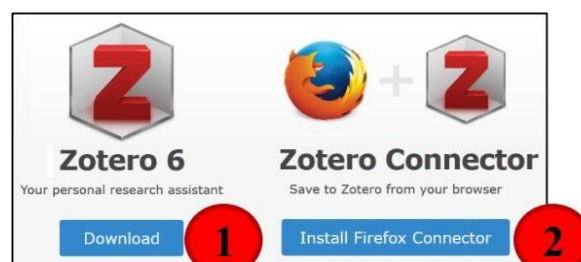 Z
Z
Zotero 6
Your personal research assistant
Download
1
Zotero Connector
Save to Zotero from your browser
Install Firefox Connector
2